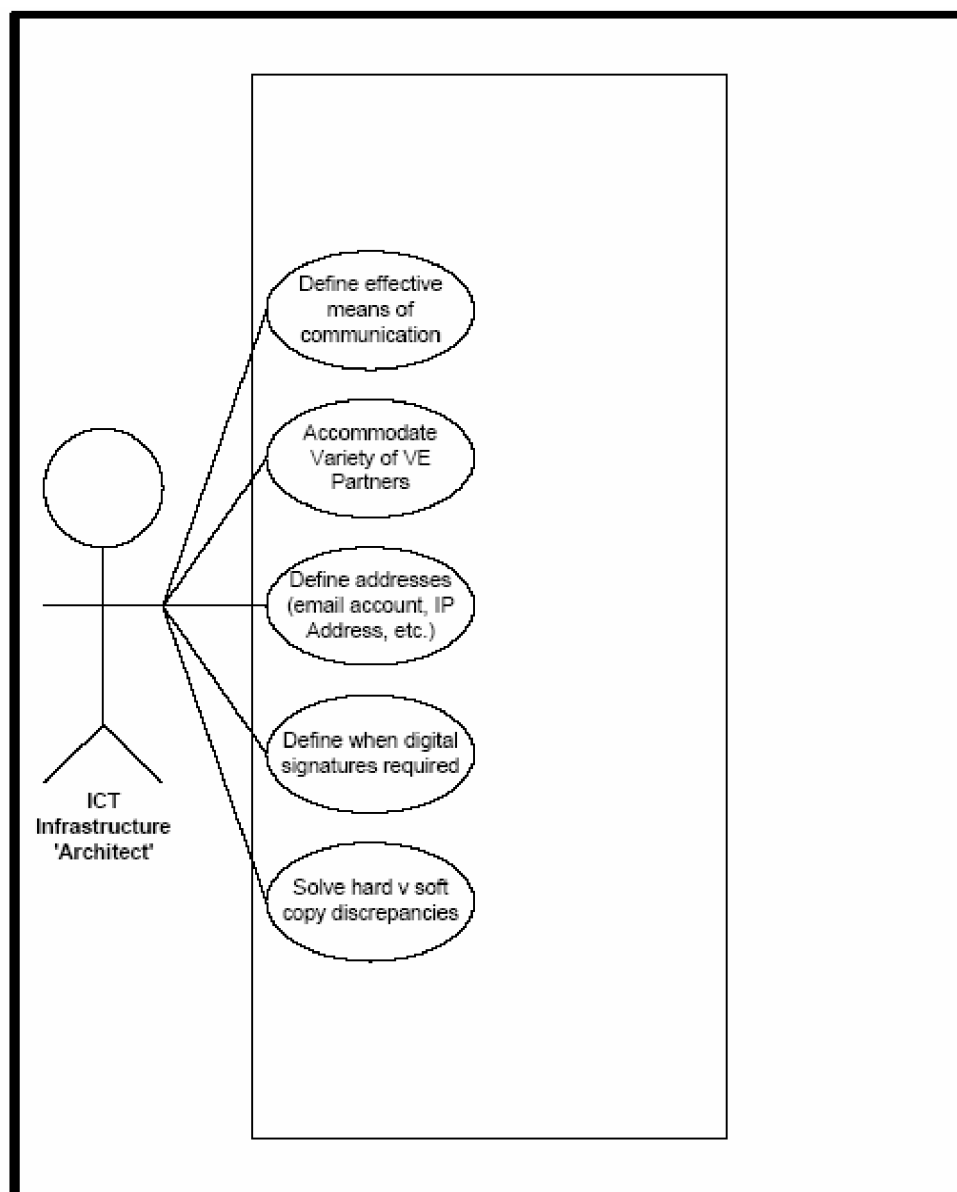 Define effective
means of
communication
Accommodate
Variety of VE
Partners
Define addresses
(email account, IP
Address, etc.)
Define when digital
signatures required
Solve hard v soft
copy discrepancies
ICT
Infrastructure
'Architect'